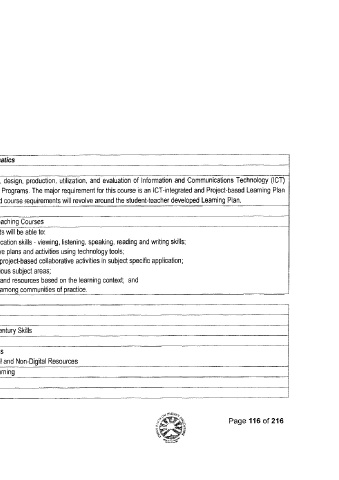 atics
, design, production, utilization, and evaluation of Information and Communications Technology (ICT)
Programs. The major requirement for this course is an ICT-integrated and Project-based Learning Plan
d course requirements will revolve around the student-teacher developed Learning Plan.
aching Courses
ts will be able to:
cation skills - viewing, listening, speaking, reading and writing skills;
e plans and activities using technology tools;
project-based collaborative activities in subject specific application;
ous subject areas;
and resources based on the learning context; and
among communities of practice.
entury Skills
s
l and Non-Digital Resources
rning
Page 116 of 216